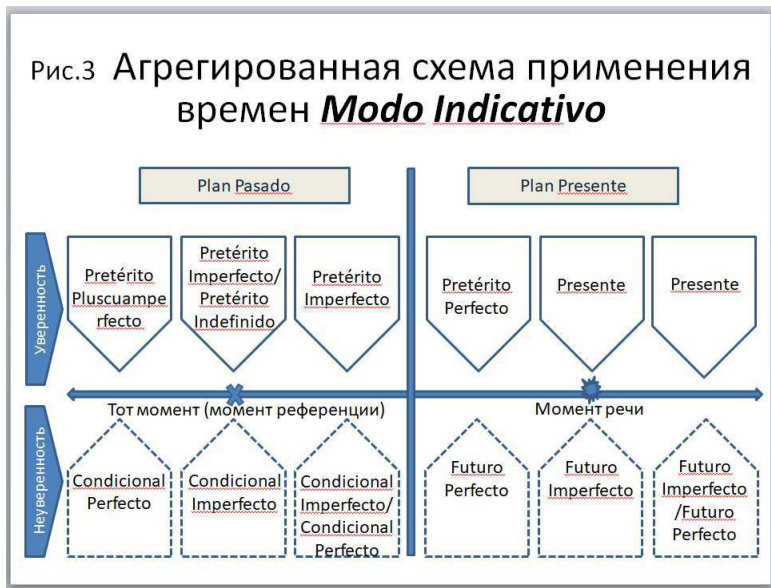 Рис.3 Агрегированная схема применения
времен Modo Indicativo
Plan Pasado
Plan Presente
Уверенность
Pretérito
Pluscuampe
rfecto
Pretérito
Imperfecto/
Pretérito
Indefinido
Pretérito
Imperfecto
Pretérito
Perfecto
Presente
Presente
Тот момент (момент референции)
Момент речи
Неуверенность
Condicional
Perfecto
Condicional
Imperfecto
Condicional
Imperfecto/
Condicional
Perfecto
Futuro
Perfecto
Futuro
Imperfecto
Futuro
Imperfecto
/Futuro
Perfecto